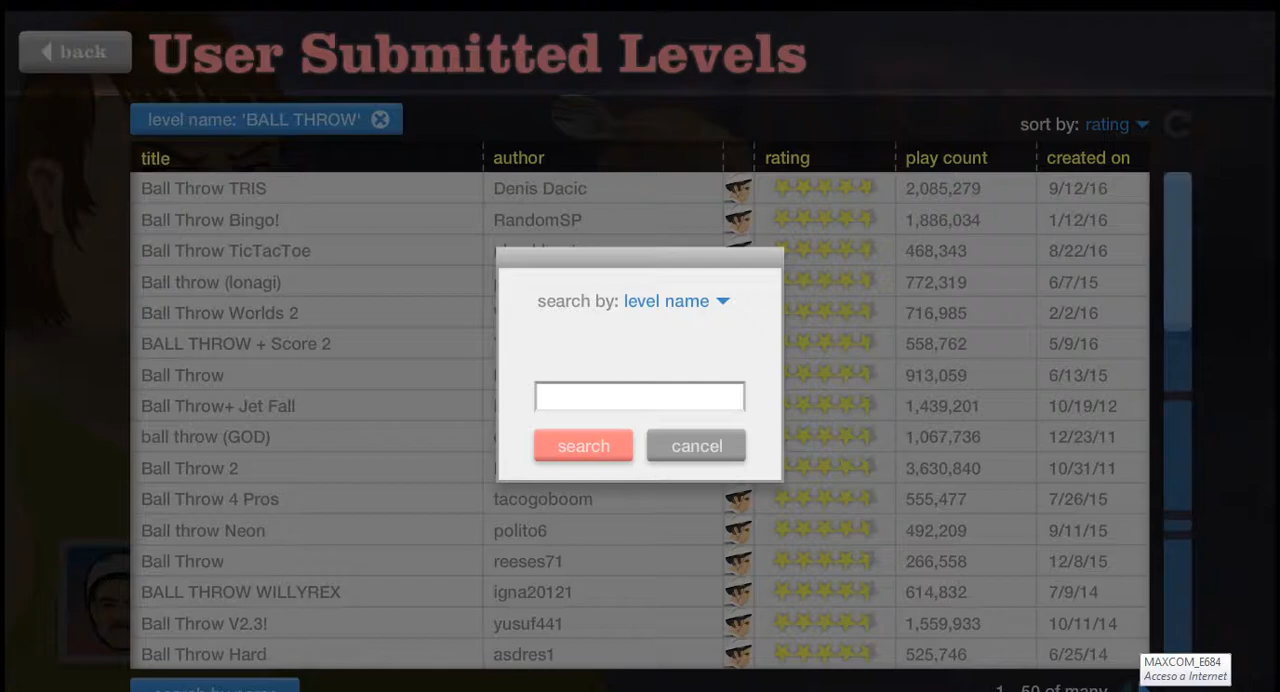 back
User Submitted Levels
level name: 'BALL THROW'
sort by: rating
title author rating play count created on
Ball Throw TRIS Denis Dacic 2,085,279 9/12/16
Ball Throw Bingo! RandomSP 1,886,034 1/12/16
Ball Throw TicTacToe 468,343 8/22/16
Ball throw (lonagi) 772,319 6/7/15
Ball Throw Worlds 2 716,985 2/2/16
BALL THROW + Score 2 558,762 5/9/16
Ball Throw 913,059 6/13/15
Ball Throw+ Jet Fall 1,439,201 10/19/12
ball throw (GOD) 1,067,736 12/23/11
Ball Throw 2 3,630,840 10/31/11
Ball Throw 4 Pros tacogoboom 555,477 7/26/15
Ball throw Neon polito6 492,209 9/11/15
Ball Throw reeses71 266,558 12/8/15
BALL THROW WILLYREX igna20121 614,832 7/9/14
Ball Throw V2.3! yusuf441 1,559,933 10/11/14
Ball Throw Hard asdres1 525,746 6/25/14
search by: level name
search cancel
search by name
1 - 50 of many
MAXCOM_E684
Acceso a Internet